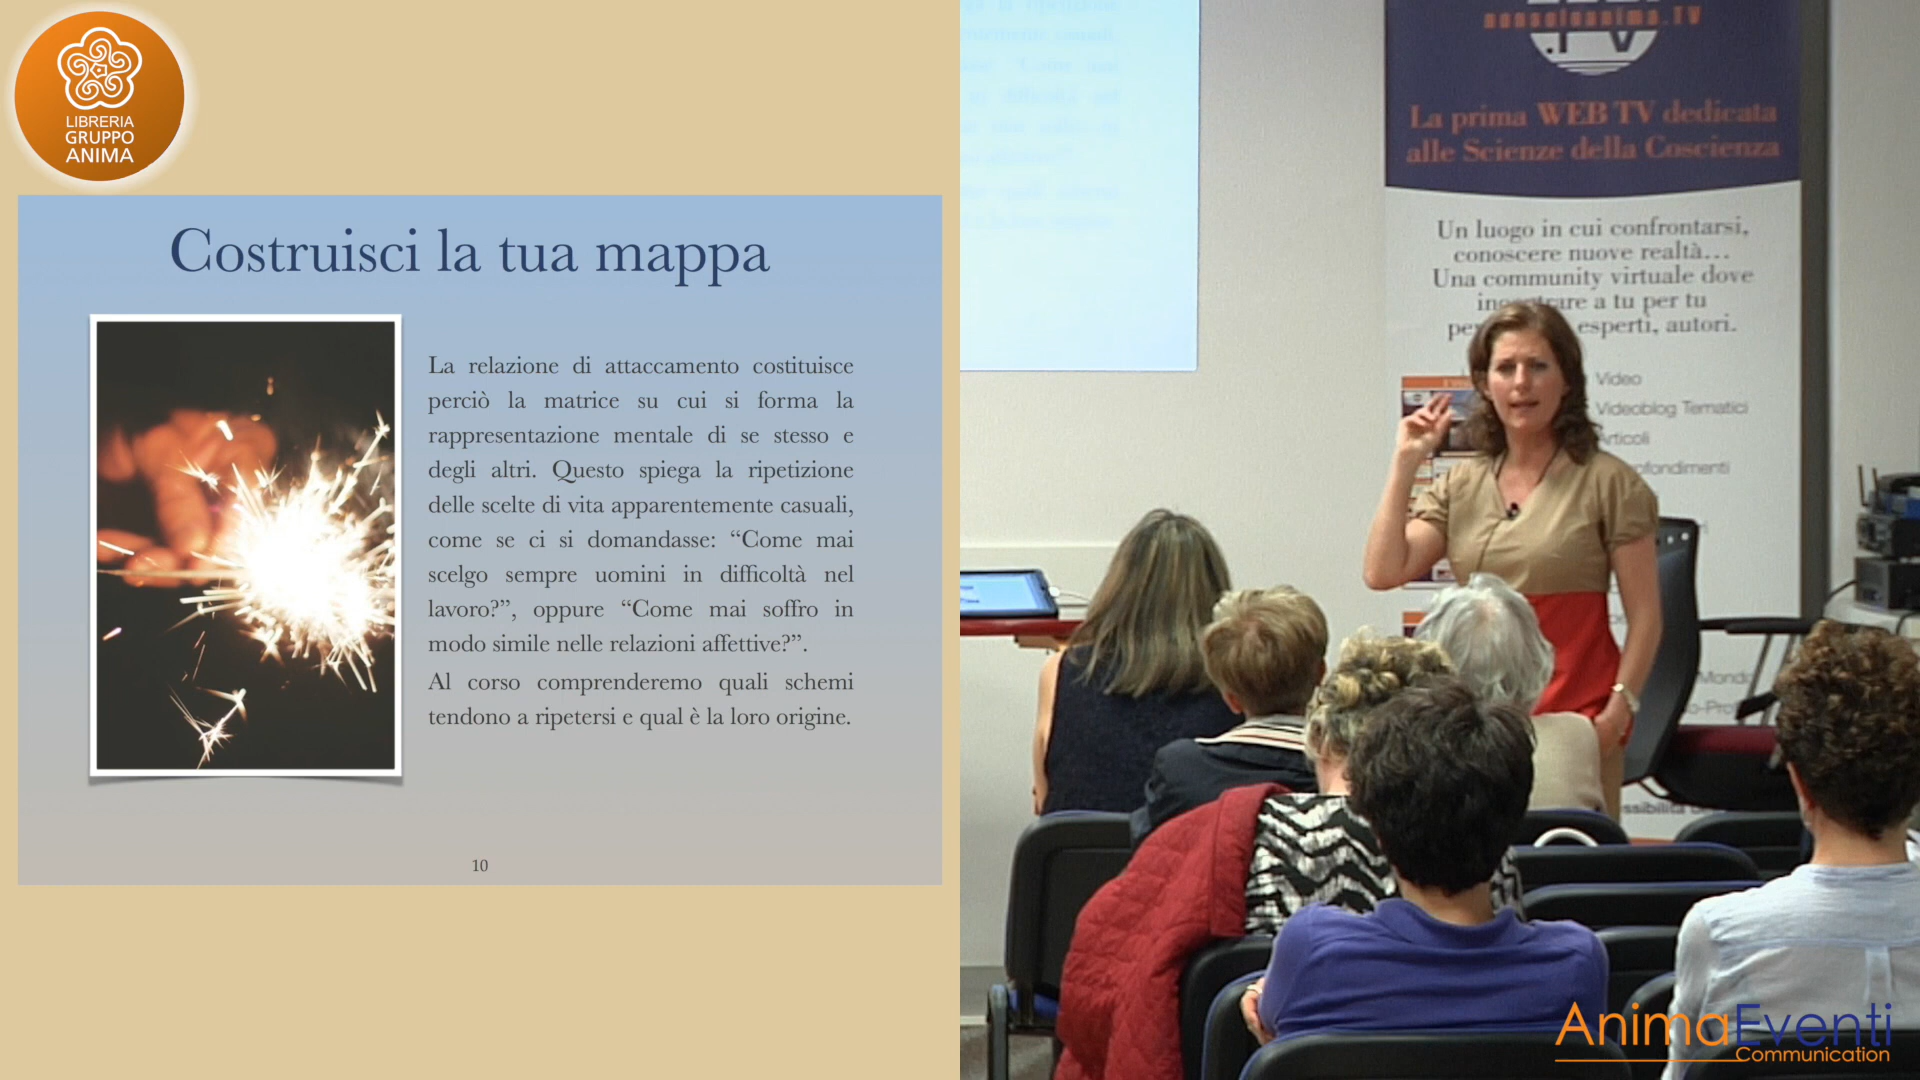 LIBRERIA
GRUPPO
ANIMA
Costruisci la tua mappa
La relazione di attaccamento costituisce
perciò la matrice su cui si forma la
rappresentazione mentale di se stesso e
degli altri. Questo spiega la ripetizione
delle scelte di vita apparentemente casuali,
come se ci si domandasse: “Come mai
scelgo sempre uomini in difficoltà nel
lavoro?”, oppure “Come mai soffro in
modo simile nelle relazioni affettive?”.
Al corso comprenderemo quali schemi
tendono a ripetersi e qual è la loro origine.
10
.TV
La prima WEB TV dedicata
alle Scienze della Coscienza
Un luogo in cui confrontarsi,
conoscere nuove realtà...
Una community virtuale dove
a tu per tu
esperti, autori.
Video
Videoblog Tematici
AnimaEventi
Communication